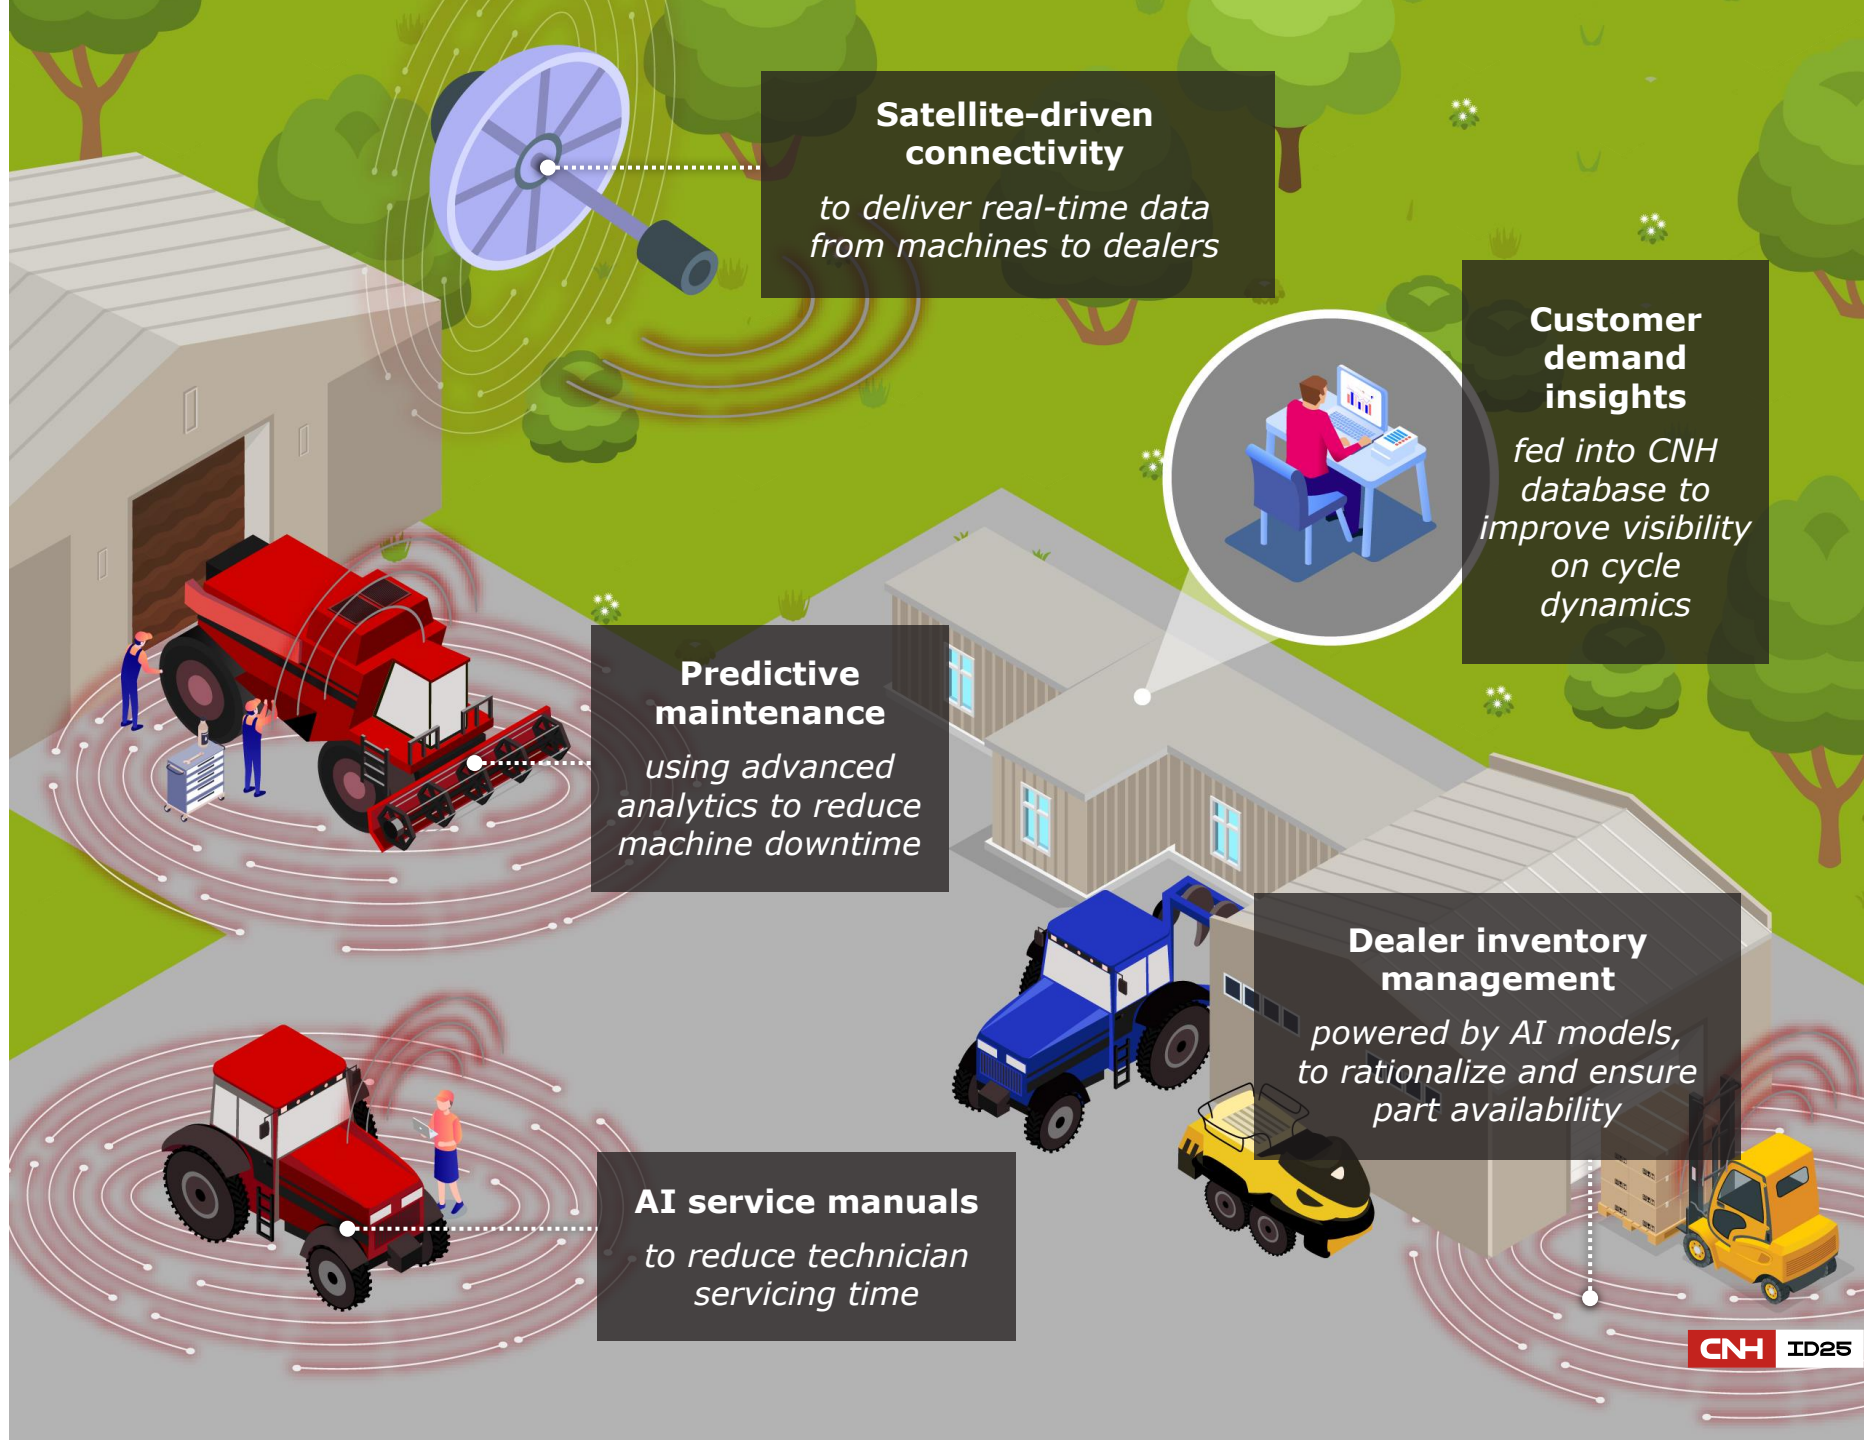 Satellite-driven
connectivity
to deliver real-time data
from machines to dealers
Customer
demand
insights
fed into CNH
database to
improve visibility
on cycle
dynamics
Predictive
maintenance
using advanced
analytics to reduce
machine downtime
Dealer inventory
management
powered by AI models,
to rationalize and ensure
part availability
AI service manuals
to reduce technician
servicing time
CNH ID25